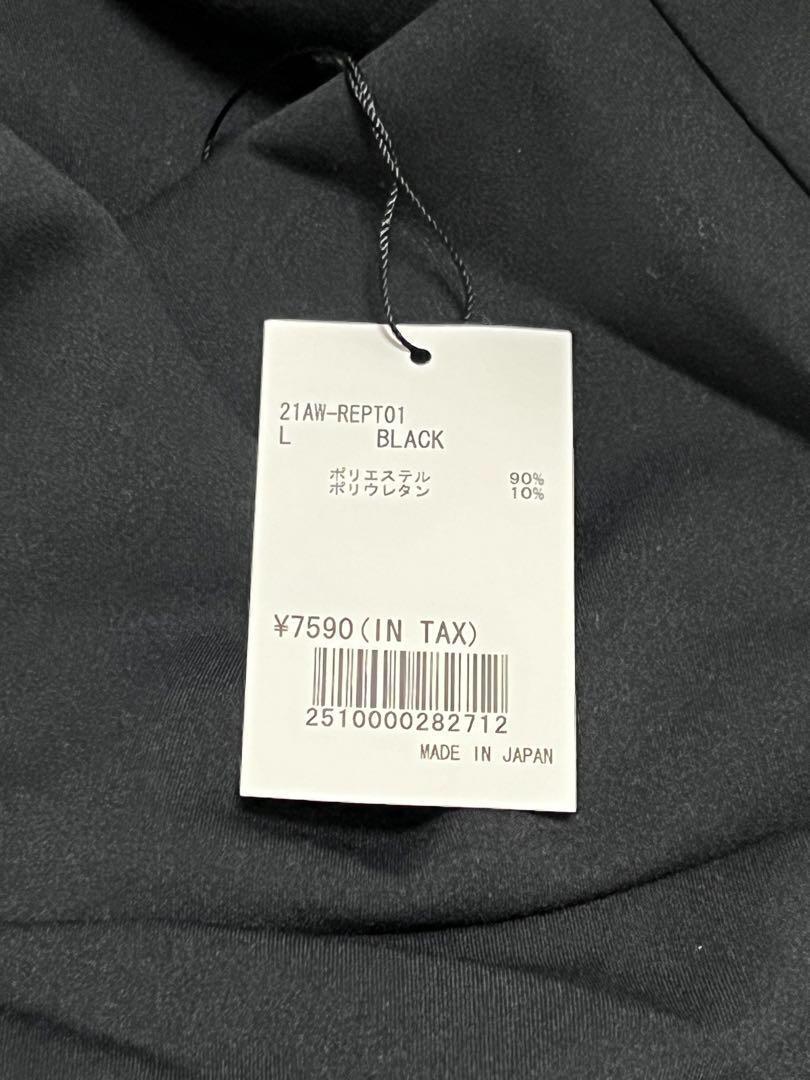 21AW-REPT01
L BLACK
ポリエステル 90%
ポリウレタン 10%
¥7590(IN TAX)
2510000282712
MADE IN JAPAN